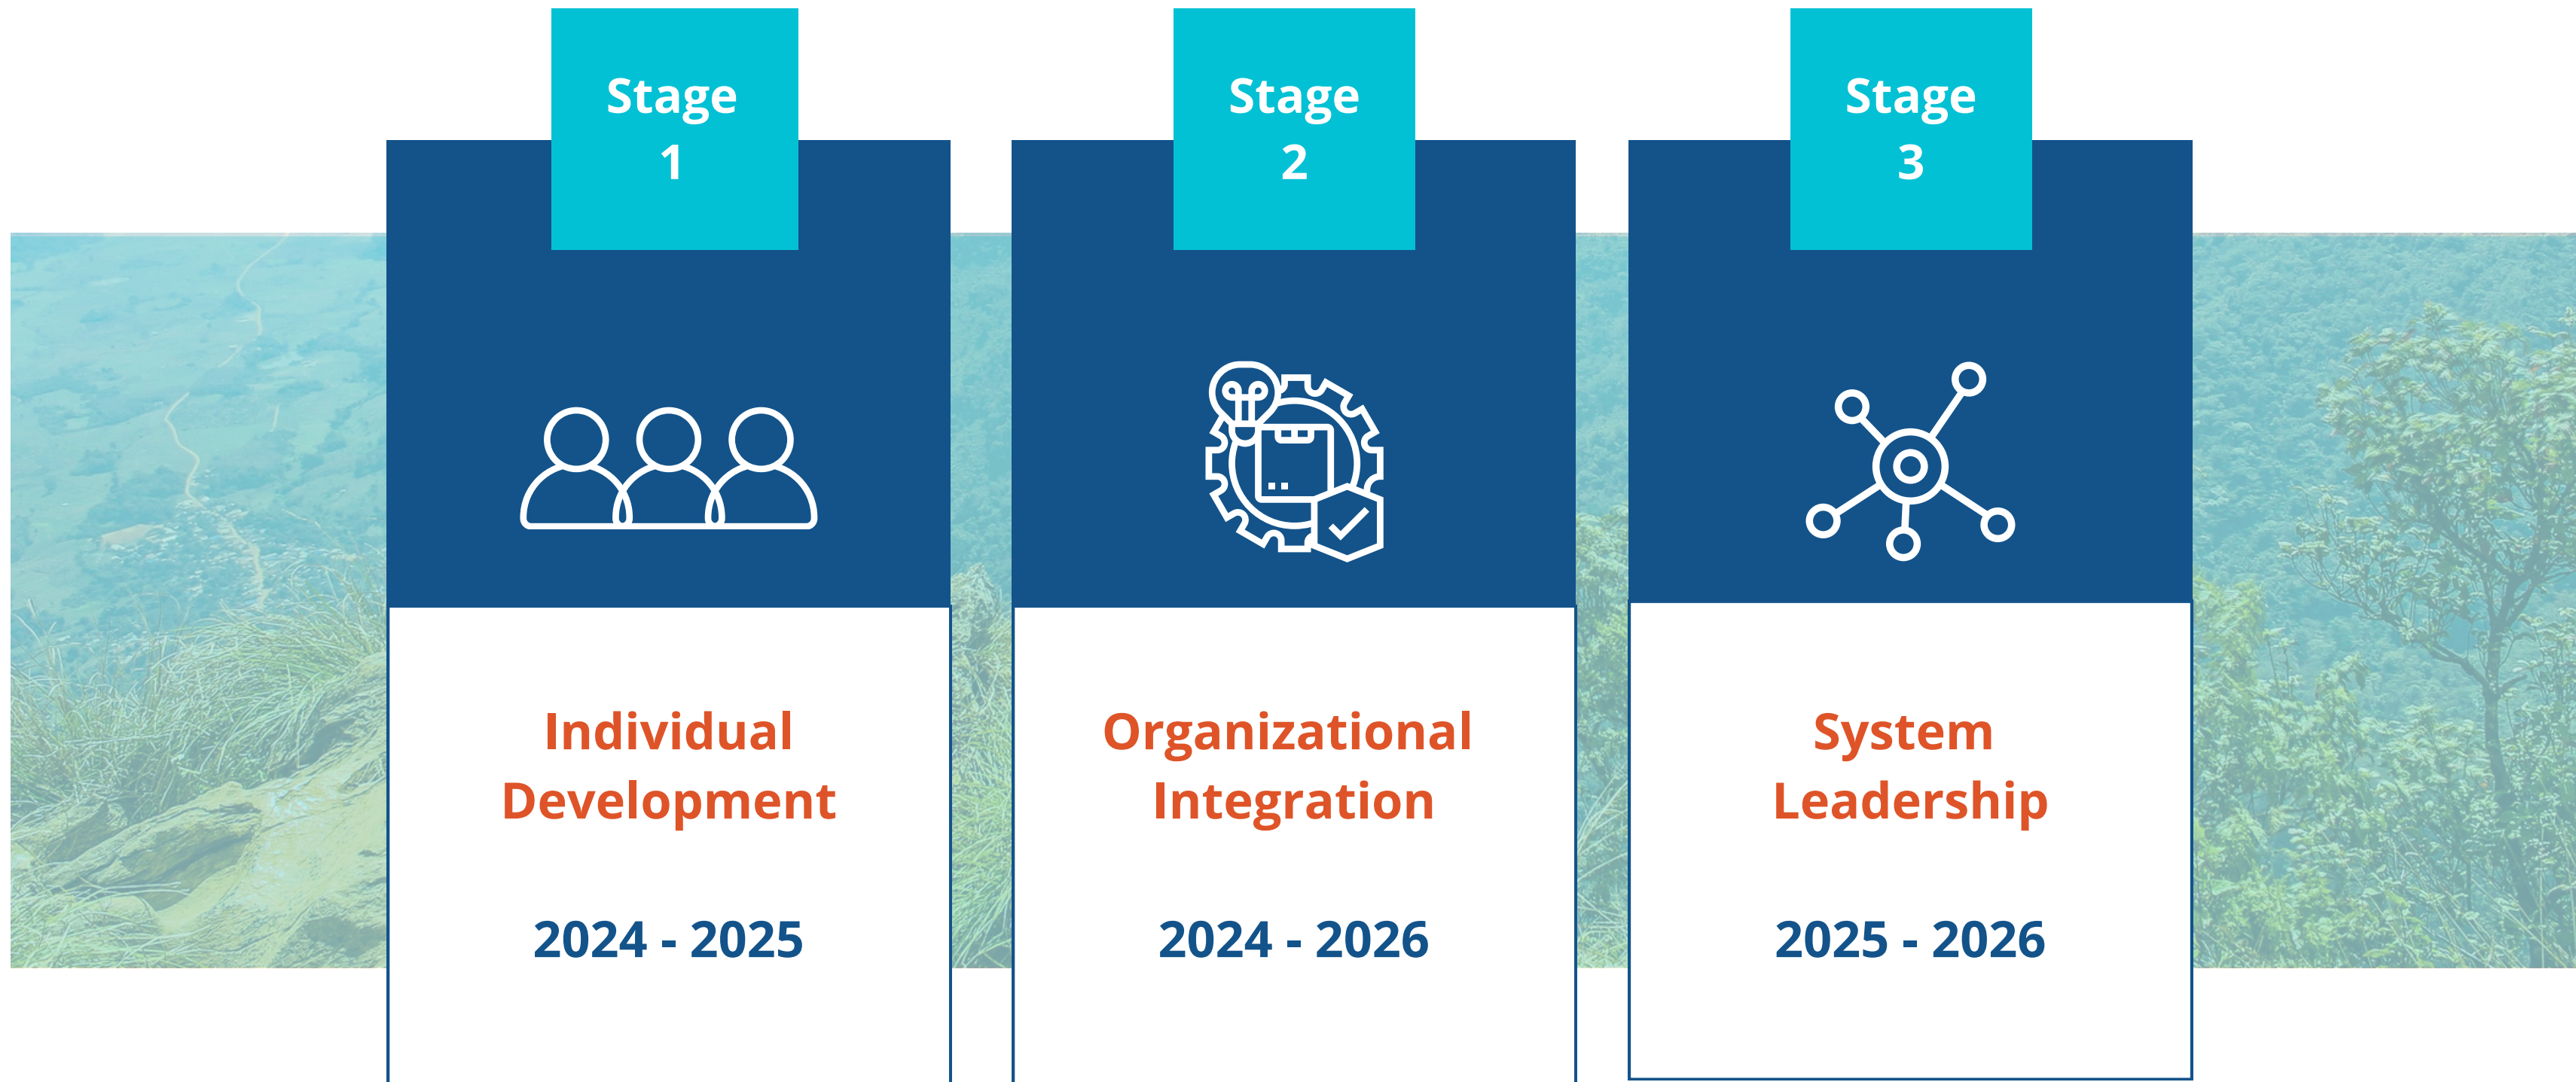 Stage
1
Individual
Development
2024 - 2025
Stage
2
Organizational
Integration
2024 - 2026
Stage
3
System
Leadership
2025 - 2026